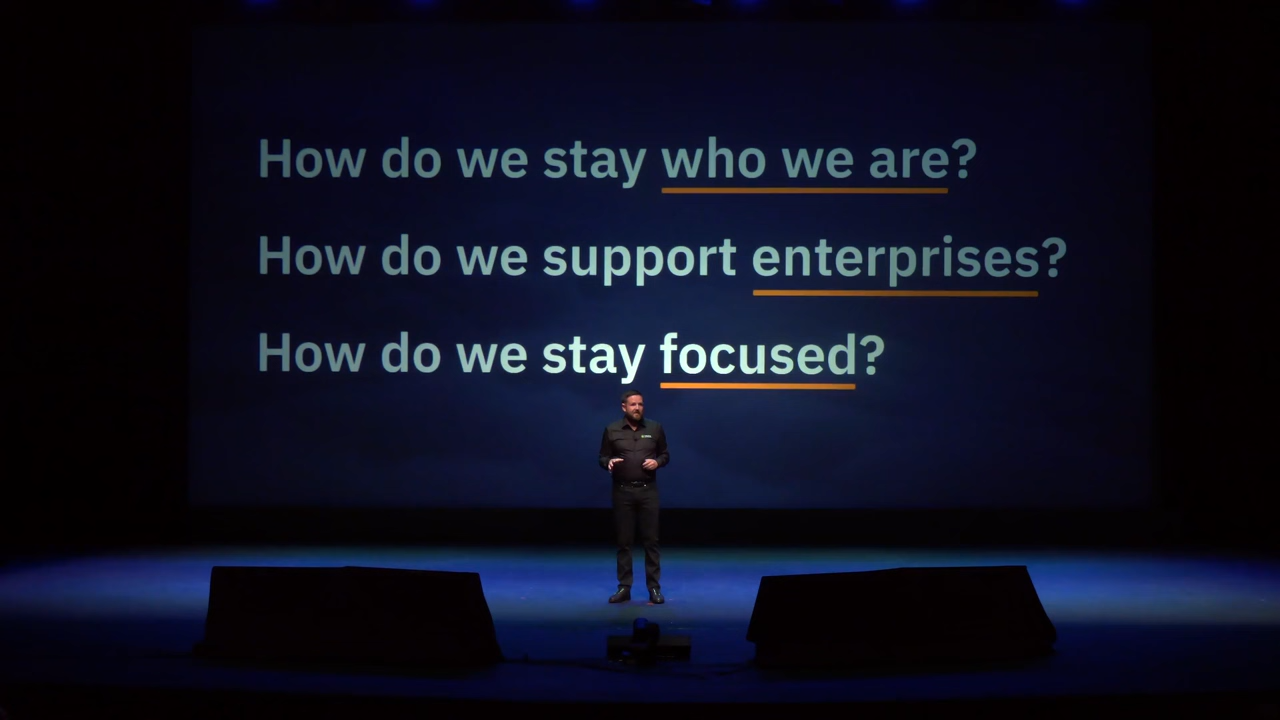 How do we stay who we are?
How do we support enterprises?
How do we stay focused?